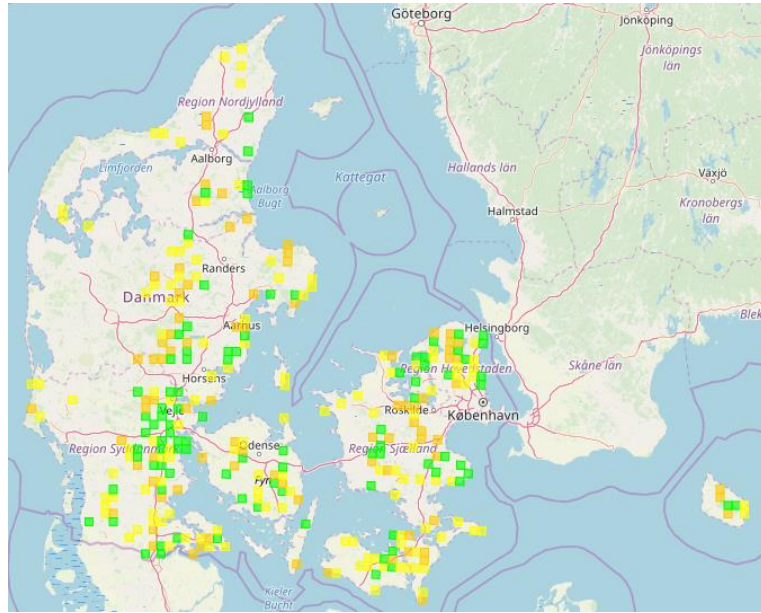 Göteborg
Jönköping
Jönköpings
län
Region Nordjylland
Aalborg
Limfjorden
Aalborg
Bugt
Kattegat
Hallands län
Växjö
Kronobergs
län
Halmstad
Randers
Danmark
Aarhus
Helsingborg
Blek
Horsens
Region Hovedstaden
Skåne län
Vejle
Roskilde
København
Odense
Region Syddanmark
Region Sjælland
Fyn
Kieler
Bucht